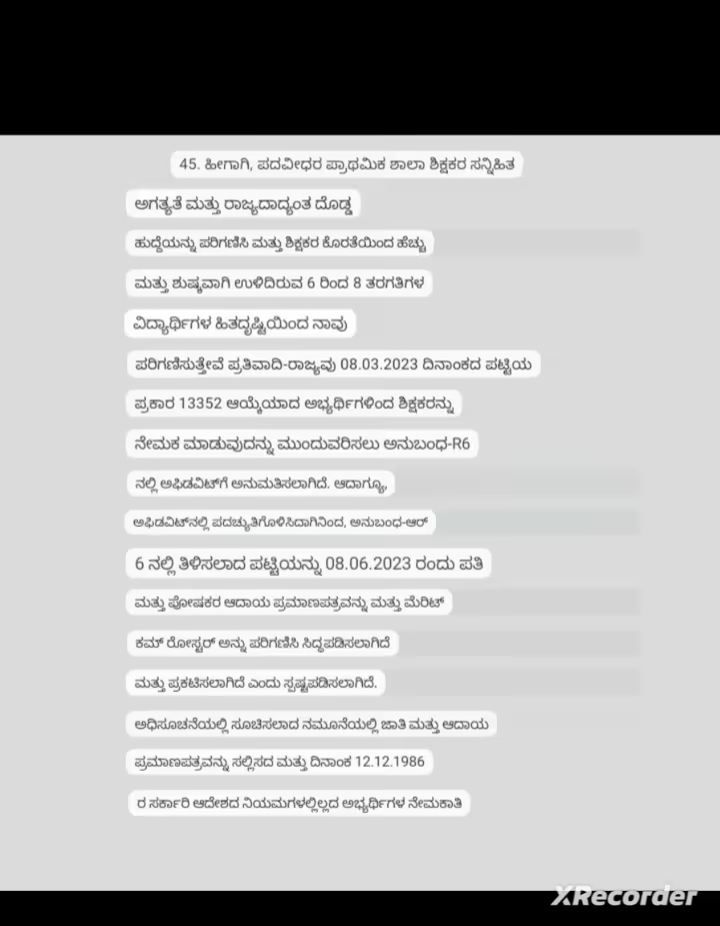 45. ಹೀಗಾಗಿ, ಪದವೀಧರ ಪ್ರಾಥಮಿಕ ಶಾಲಾ ಶಿಕ್ಷಕರ ಸನ್ನಿಹಿತ
ಅಗತ್ಯತೆ ಮತ್ತು ರಾಜ್ಯದಾದ್ಯಂತ ದೊಡ್ಡ
ಹುದ್ದೆಯನ್ನು ಪರಿಗಣಿಸಿ ಮತ್ತು ಶಿಕ್ಷಕರ ಕೊರತೆಯಿಂದ ಹೆಚ್ಚು
ಮತ್ತು ಶುಷ್ಕವಾಗಿ ಉಳಿದಿರುವ 6 ರಿಂದ 8 ತರಗತಿಗಳ
ವಿದ್ಯಾರ್ಥಿಗಳ ಹಿತದೃಷ್ಟಿಯಿಂದ ನಾವು
ಪರಿಗಣಿಸುತ್ತೇವೆ ಪ್ರತಿವಾದಿ-ರಾಜ್ಯವು 08.03.2023 ದಿನಾಂಕದ ಪಟ್ಟಿಯ
ಪ್ರಕಾರ 13352 ಆಯ್ಕೆಯಾದ ಅಭ್ಯರ್ಥಿಗಳಿಂದ ಶಿಕ್ಷಕರನ್ನು
ನೇಮಕ ಮಾಡುವುದನ್ನು ಮುಂದುವರಿಸಲು ಅನುಬಂಧ-R6
ನಲ್ಲಿ ಅಫಿಡವಿಟ್‌ಗೆ ಅನುಮತಿಸಲಾಗಿದೆ. ಆದಾಗ್ಯೂ,
ಅಫಿಡವಿಟ್‌ನಲ್ಲಿ ಪದಚ್ಯುತಿಗೊಳಿಸಿದಾಗಿನಿಂದ, ಅನುಬಂಧ-ಆರ್
6 ನಲ್ಲಿ ತಿಳಿಸಲಾದ ಪಟ್ಟಿಯನ್ನು 08.06.2023 ರಂದು ಪತಿ
ಮತ್ತು ಪೋಷಕರ ಆದಾಯ ಪ್ರಮಾಣಪತ್ರವನ್ನು ಮತ್ತು ಮೆರಿಟ್
ಕಮ್ ರೋಸ್ಟರ್ ಅನ್ನು ಪರಿಗಣಿಸಿ ಸಿದ್ಧಪಡಿಸಲಾಗಿದೆ
ಮತ್ತು ಪ್ರಕಟಿಸಲಾಗಿದೆ ಎಂದು ಸ್ಪಷ್ಟಪಡಿಸಲಾಗಿದೆ.
ಅಧಿಸೂಚನೆಯಲ್ಲಿ ಸೂಚಿಸಲಾದ ನಮೂನೆಯಲ್ಲಿ ಜಾತಿ ಮತ್ತು ಆದಾಯ
ಪ್ರಮಾಣಪತ್ರವನ್ನು ಸಲ್ಲಿಸದ ಮತ್ತು ದಿನಾಂಕ 12.12.1986
ರ ಸರ್ಕಾರಿ ಆದೇಶದ ನಿಯಮಗಳಲ್ಲಿಲ್ಲದ ಅಭ್ಯರ್ಥಿಗಳ ನೇಮಕಾತಿ
XRecorder